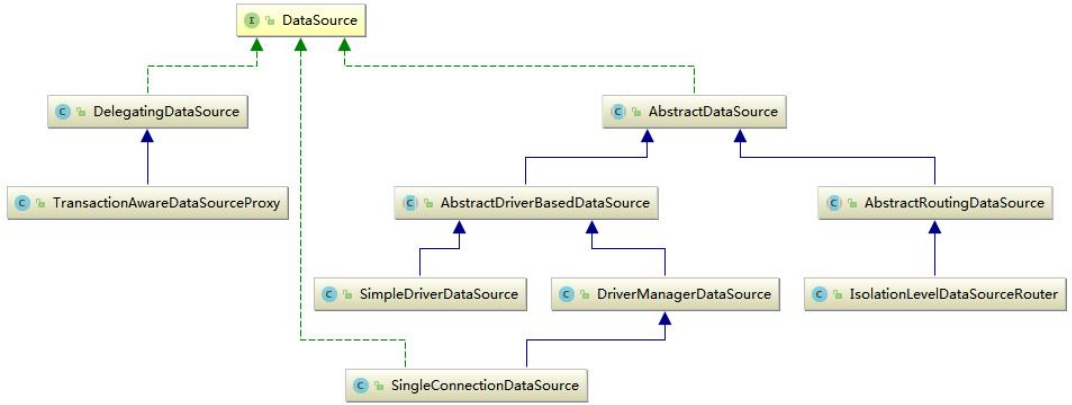 I DataSource
C DelegatingDataSource
C AbstractDataSource
C TransactionAwareDataSourceProxy
C AbstractDriverBasedDataSource
C AbstractRoutingDataSource
C SimpleDriverDataSource
C DriverManagerDataSource
C IsolationLevelDataSourceRouter
C SingleConnectionDataSource